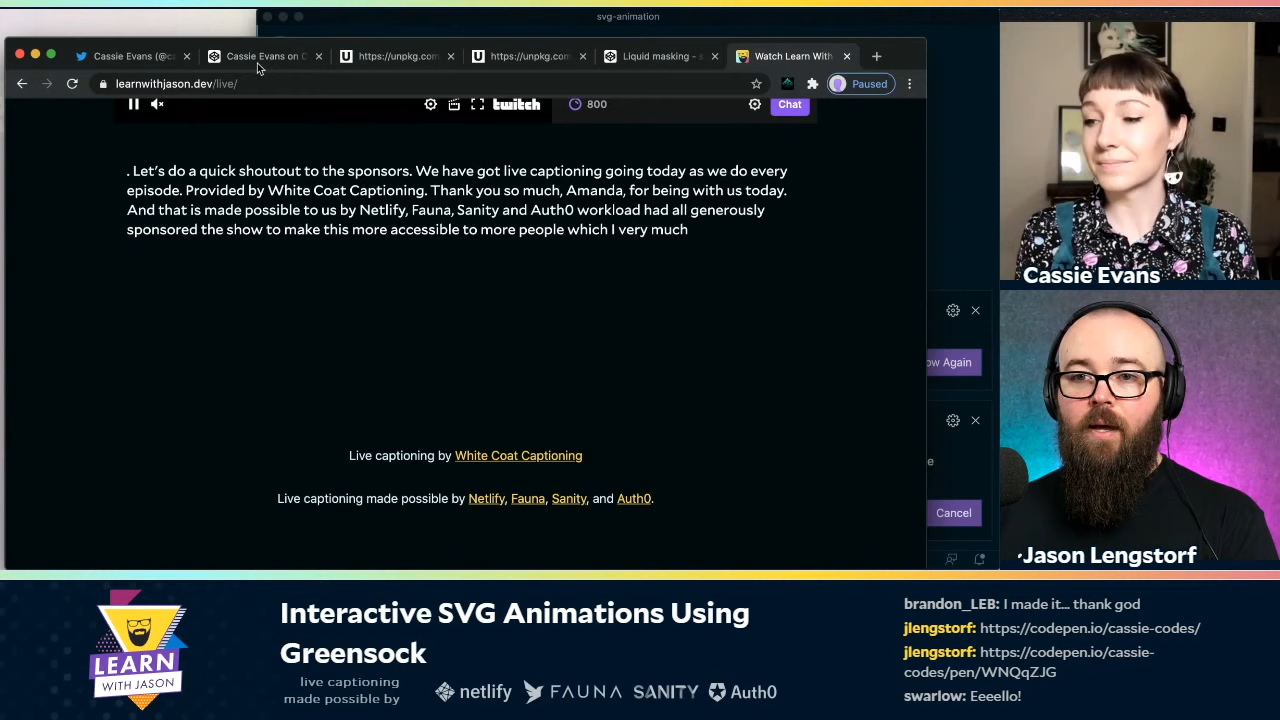 svg-animation
Cassie Evans (@ca
Cassie Evans on C
https://unpkg.com
https://unpkg.com
Liquid masking - s
Watch Learn With
learnwithjason.dev/live/
Paused
twitch
800
Chat
. Let's do a quick shoutout to the sponsors. We have got live captioning going today as we do every
episode. Provided by White Coat Captioning. Thank you so much, Amanda, for being with us today.
And that is made possible to us by Netlify, Fauna, Sanity and Auth0 workload had all generously
sponsored the show to make this more accessible to more people which I very much
Live captioning by White Coat Captioning
Live captioning made possible by Netlify, Fauna, Sanity, and Auth0.
ow Again
e
Cancel
Cassie Evans
Jason Lengstorf
LEARN
WITH JASON
Interactive SVG Animations Using
Greensock
live captioning
made possible by
netlify
FAUNA
SANITY
Auth0
brandon_LEB: I made it... thank god
jlengstorf: https://codepen.io/cassie-codes/
jlengstorf: https://codepen.io/cassie-
codes/pen/WNQqZJG
swarlow: Eeeello!